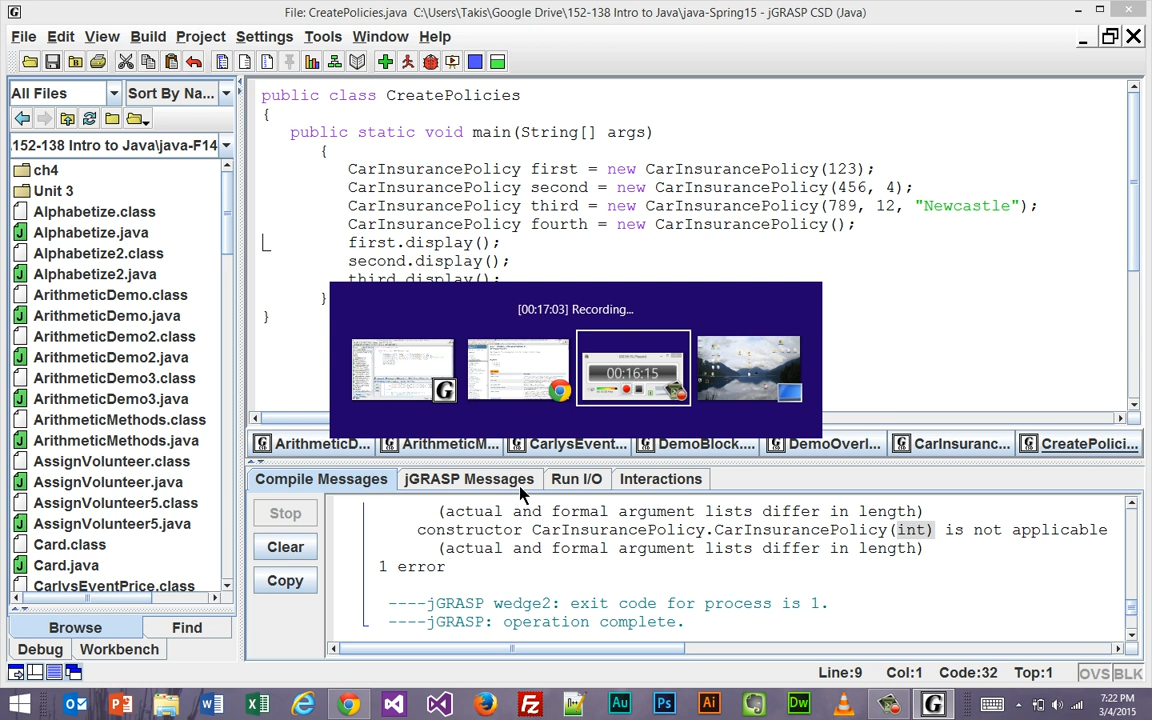 File: CreatePolicies.java C:\Users\Takis\Google Drive\152-138 Intro to Java\java-Spring15 - jGRASP CSD (Java)
File Edit View Build Project Settings Tools Window Help
All Files
Sort By Na...
.152-138 Intro to Java\java-F14
ch4
Unit 3
Alphabetize.class
Alphabetize.java
Alphabetize2.class
Alphabetize2.java
ArithmeticDemo.class
ArithmeticDemo.java
ArithmeticDemo2.class
ArithmeticDemo2.java
ArithmeticDemo3.class
ArithmeticDemo3.java
ArithmeticMethods.class
ArithmeticMethods.java
AssignVolunteer.class
AssignVolunteer.java
AssignVolunteer5.class
AssignVolunteer5.java
Card.class
Card.java
CarlysEventPrice.class
Browse Find
Debug Workbench
public class CreatePolicies
{
public static void main(String[] args)
{
CarInsurancePolicy first = new CarInsurancePolicy(123);
CarInsurancePolicy second = new CarInsurancePolicy(456, 4);
CarInsurancePolicy third = new CarInsurancePolicy(789, 12, "Newcastle");
CarInsurancePolicy fourth = new CarInsurancePolicy();
first.display();
second.display();
third.display();
}
}
[00:17:03] Recording...
00:16:15
ArithmeticD... ArithmeticM... CarlysEvent... DemoBlock.... DemoOverl... CarInsuranc... CreatePolici...
Compile Messages jGRASP Messages Run I/O Interactions
Stop
Clear
Copy
(actual and formal argument lists differ in length)
constructor CarInsurancePolicy.CarInsurancePolicy(int) is not applicable
(actual and formal argument lists differ in length)
1 error
----jGRASP wedge2: exit code for process is 1.
----jGRASP: operation complete.
Line:9 Col:1 Code:32 Top:1 OVS BLK
7:22 PM
3/4/2015